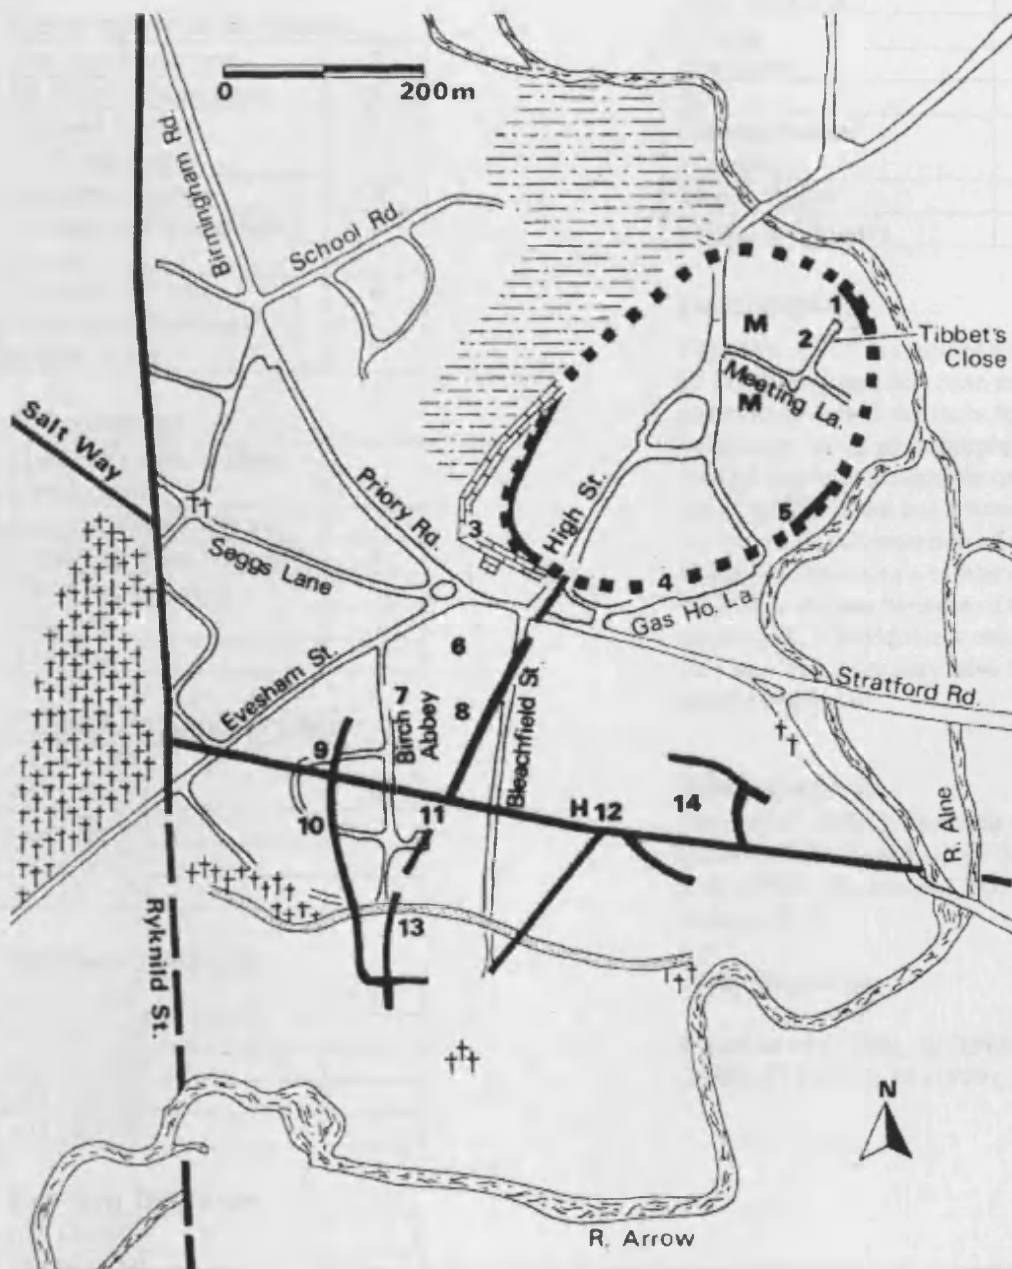 0
200m
Birmingham Rd.
School Rd.
1
M
2
Tibbet's
Close
Meeting La.
M
Salt Way
Priory Rd.
High St.
3
5
Seggs Lane
4
Gas Ho. La.
6
Evesham St.
7
Birch
Abbey
8
Bleachfield St.
Stratford Rd.
9
10
11
H 12
14
R. Alne
13
Ryknild St.
N
R. Arrow